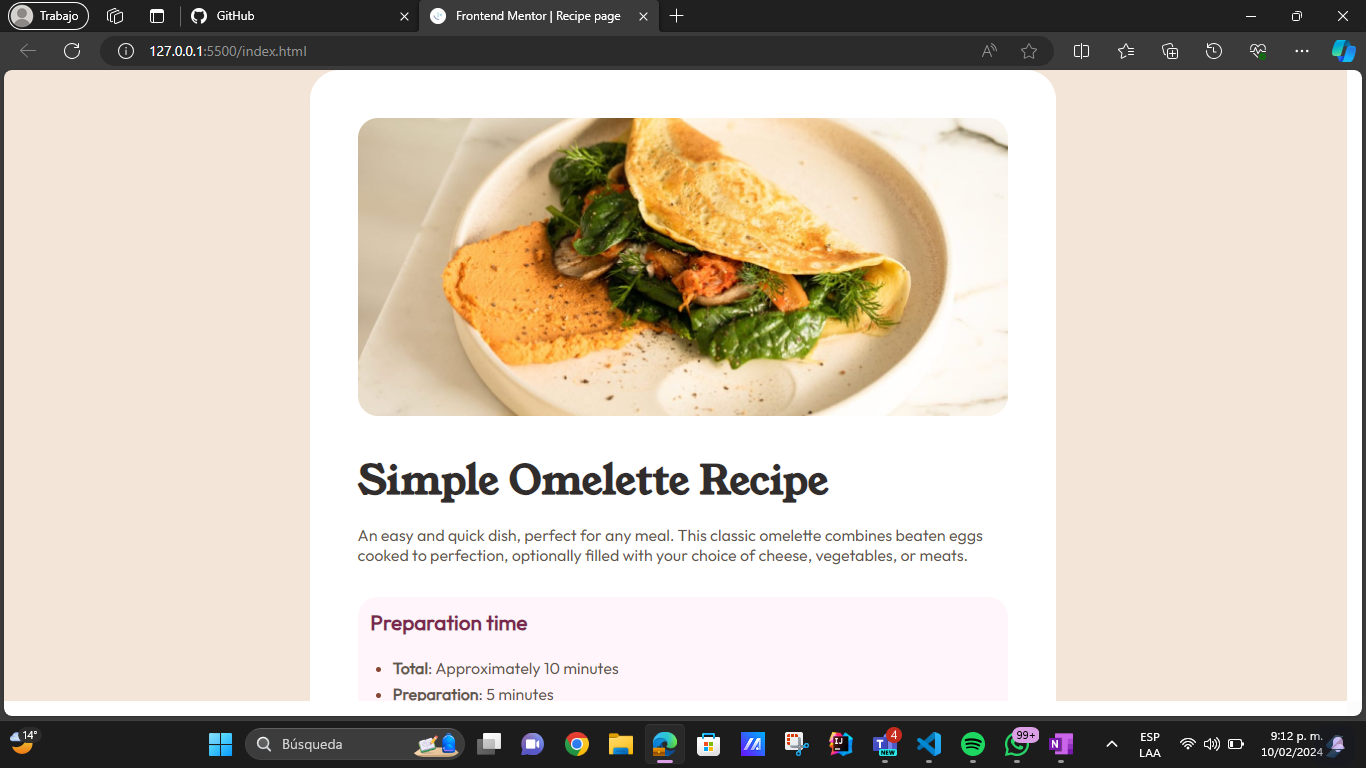 Trabajo
GitHub
Frontend Mentor | Recipe page
127.0.0.1:5500/index.html
Simple Omelette Recipe
An easy and quick dish, perfect for any meal. This classic omelette combines beaten eggs
cooked to perfection, optionally filled with your choice of cheese, vegetables, or meats.
Preparation time
• Total: Approximately 10 minutes
• Preparation: 5 minutes
14°
Búsqueda
4
NEW
99+
ESP
LAA
9:12 p. m.
10/02/2024